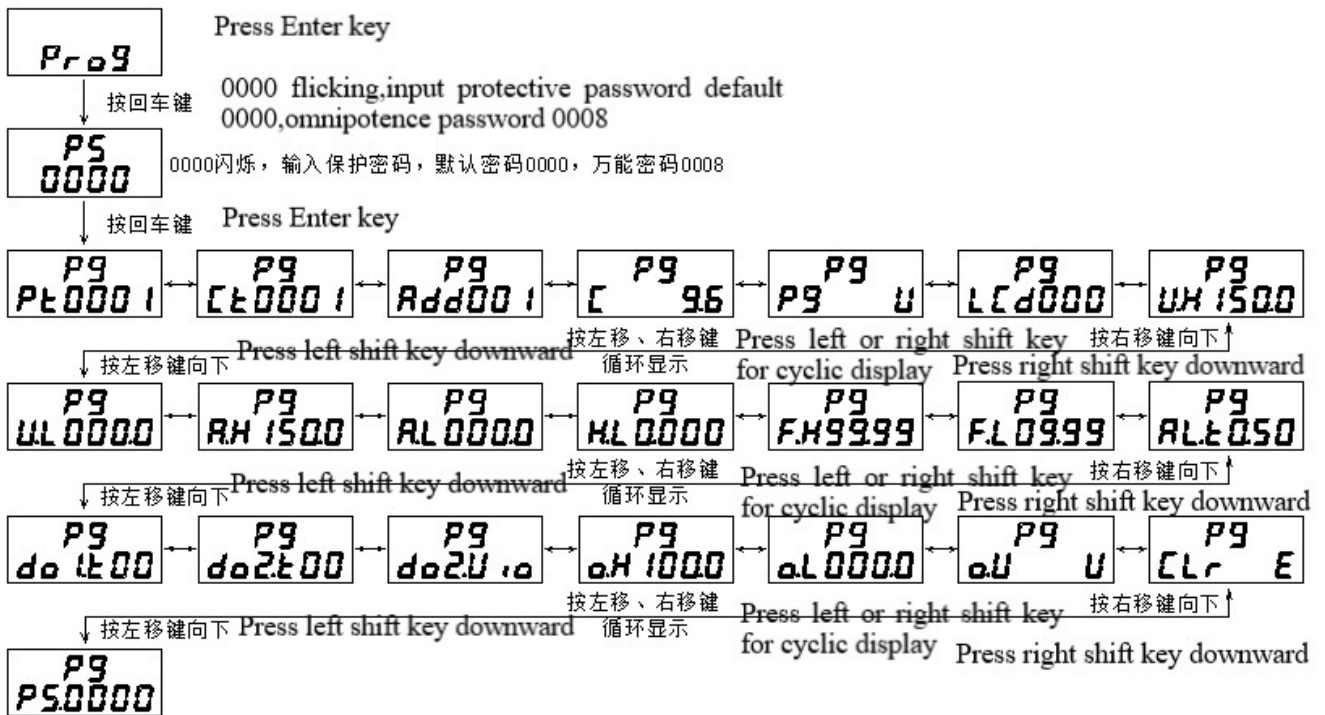 Press Enter key
Prog
按回车键
0000 flicking,input protective password default
0000,omnipotence password 0008
PS
0000
0000闪烁，输入保护密码，默认密码0000，万能密码0008
按回车键
Press Enter key
Pg Pg Pg Pg Pg Pg Pg
Pt0001 Ct0001 Add001 C 9.6 Pg U LCd000 U.H1500
按左移键向下
Press left shift key downward
按左移、右移键
循环显示
Press left or right shift key
for cyclic display
按右移键向下
Press right shift key downward
Pg Pg Pg Pg Pg Pg Pg
U.L000.0 A.H150.0 A.L000.0 H.L0.000 F.H99.99 F.L09.99 AL.t0.50
按左移键向下
Press left shift key downward
按左移、右移键
循环显示
Press left or right shift key
for cyclic display
按右移键向下
Press right shift key downward
Pg Pg Pg Pg Pg Pg Pg
do1.t00 do2.t00 do2.Uio o.H100.0 o.L000.0 o.U U CLr E
按左移键向下
Press left shift key downward
按左移、右移键
循环显示
Press left or right shift key
for cyclic display
按右移键向下
Press right shift key downward
Pg
PS.0000